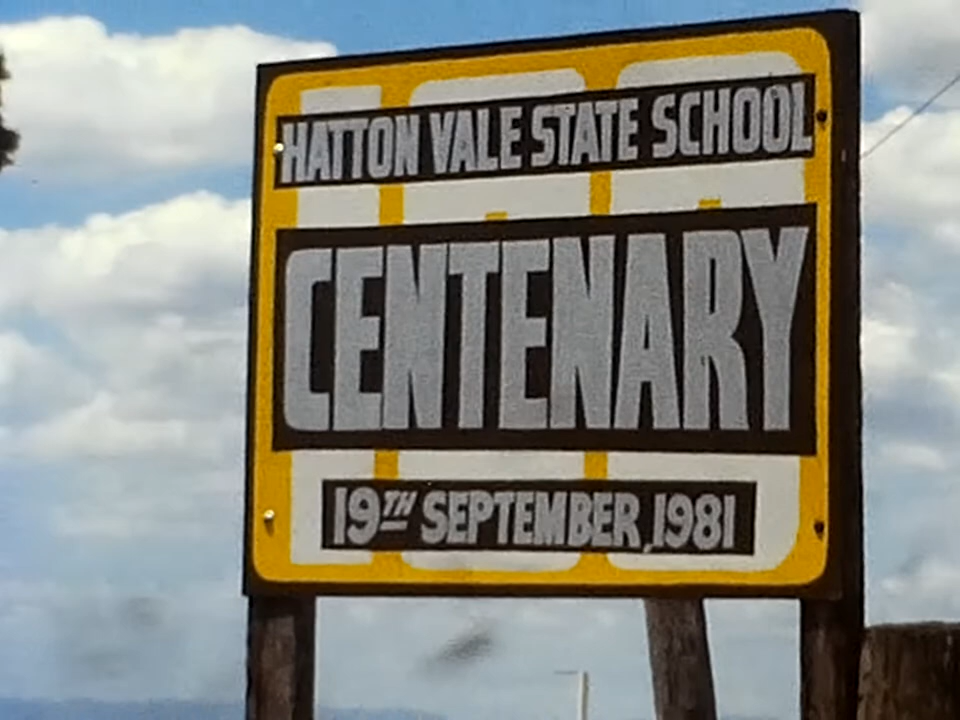 HATTON VALE STATE SCHOOL
CENTENARY
19TH SEPTEMBER, 1981